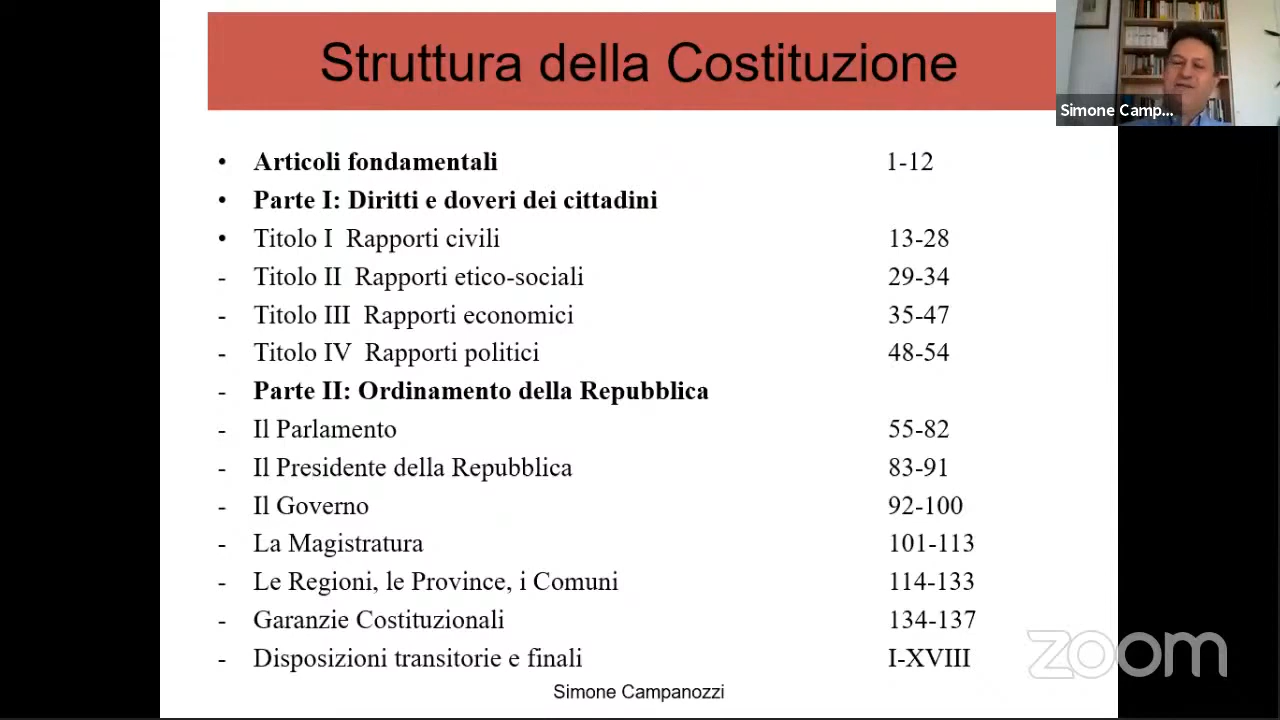 Struttura della Costituzione
Simone Camp...
• Articoli fondamentali 1-12
• Parte I: Diritti e doveri dei cittadini
• Titolo I Rapporti civili 13-28
- Titolo II Rapporti etico-sociali 29-34
- Titolo III Rapporti economici 35-47
- Titolo IV Rapporti politici 48-54
- Parte II: Ordinamento della Repubblica
- Il Parlamento 55-82
- Il Presidente della Repubblica 83-91
- Il Governo 92-100
- La Magistratura 101-113
- Le Regioni, le Province, i Comuni 114-133
- Garanzie Costituzionali 134-137
- Disposizioni transitorie e finali I-XVIII
Simone Campanozzi
zoom